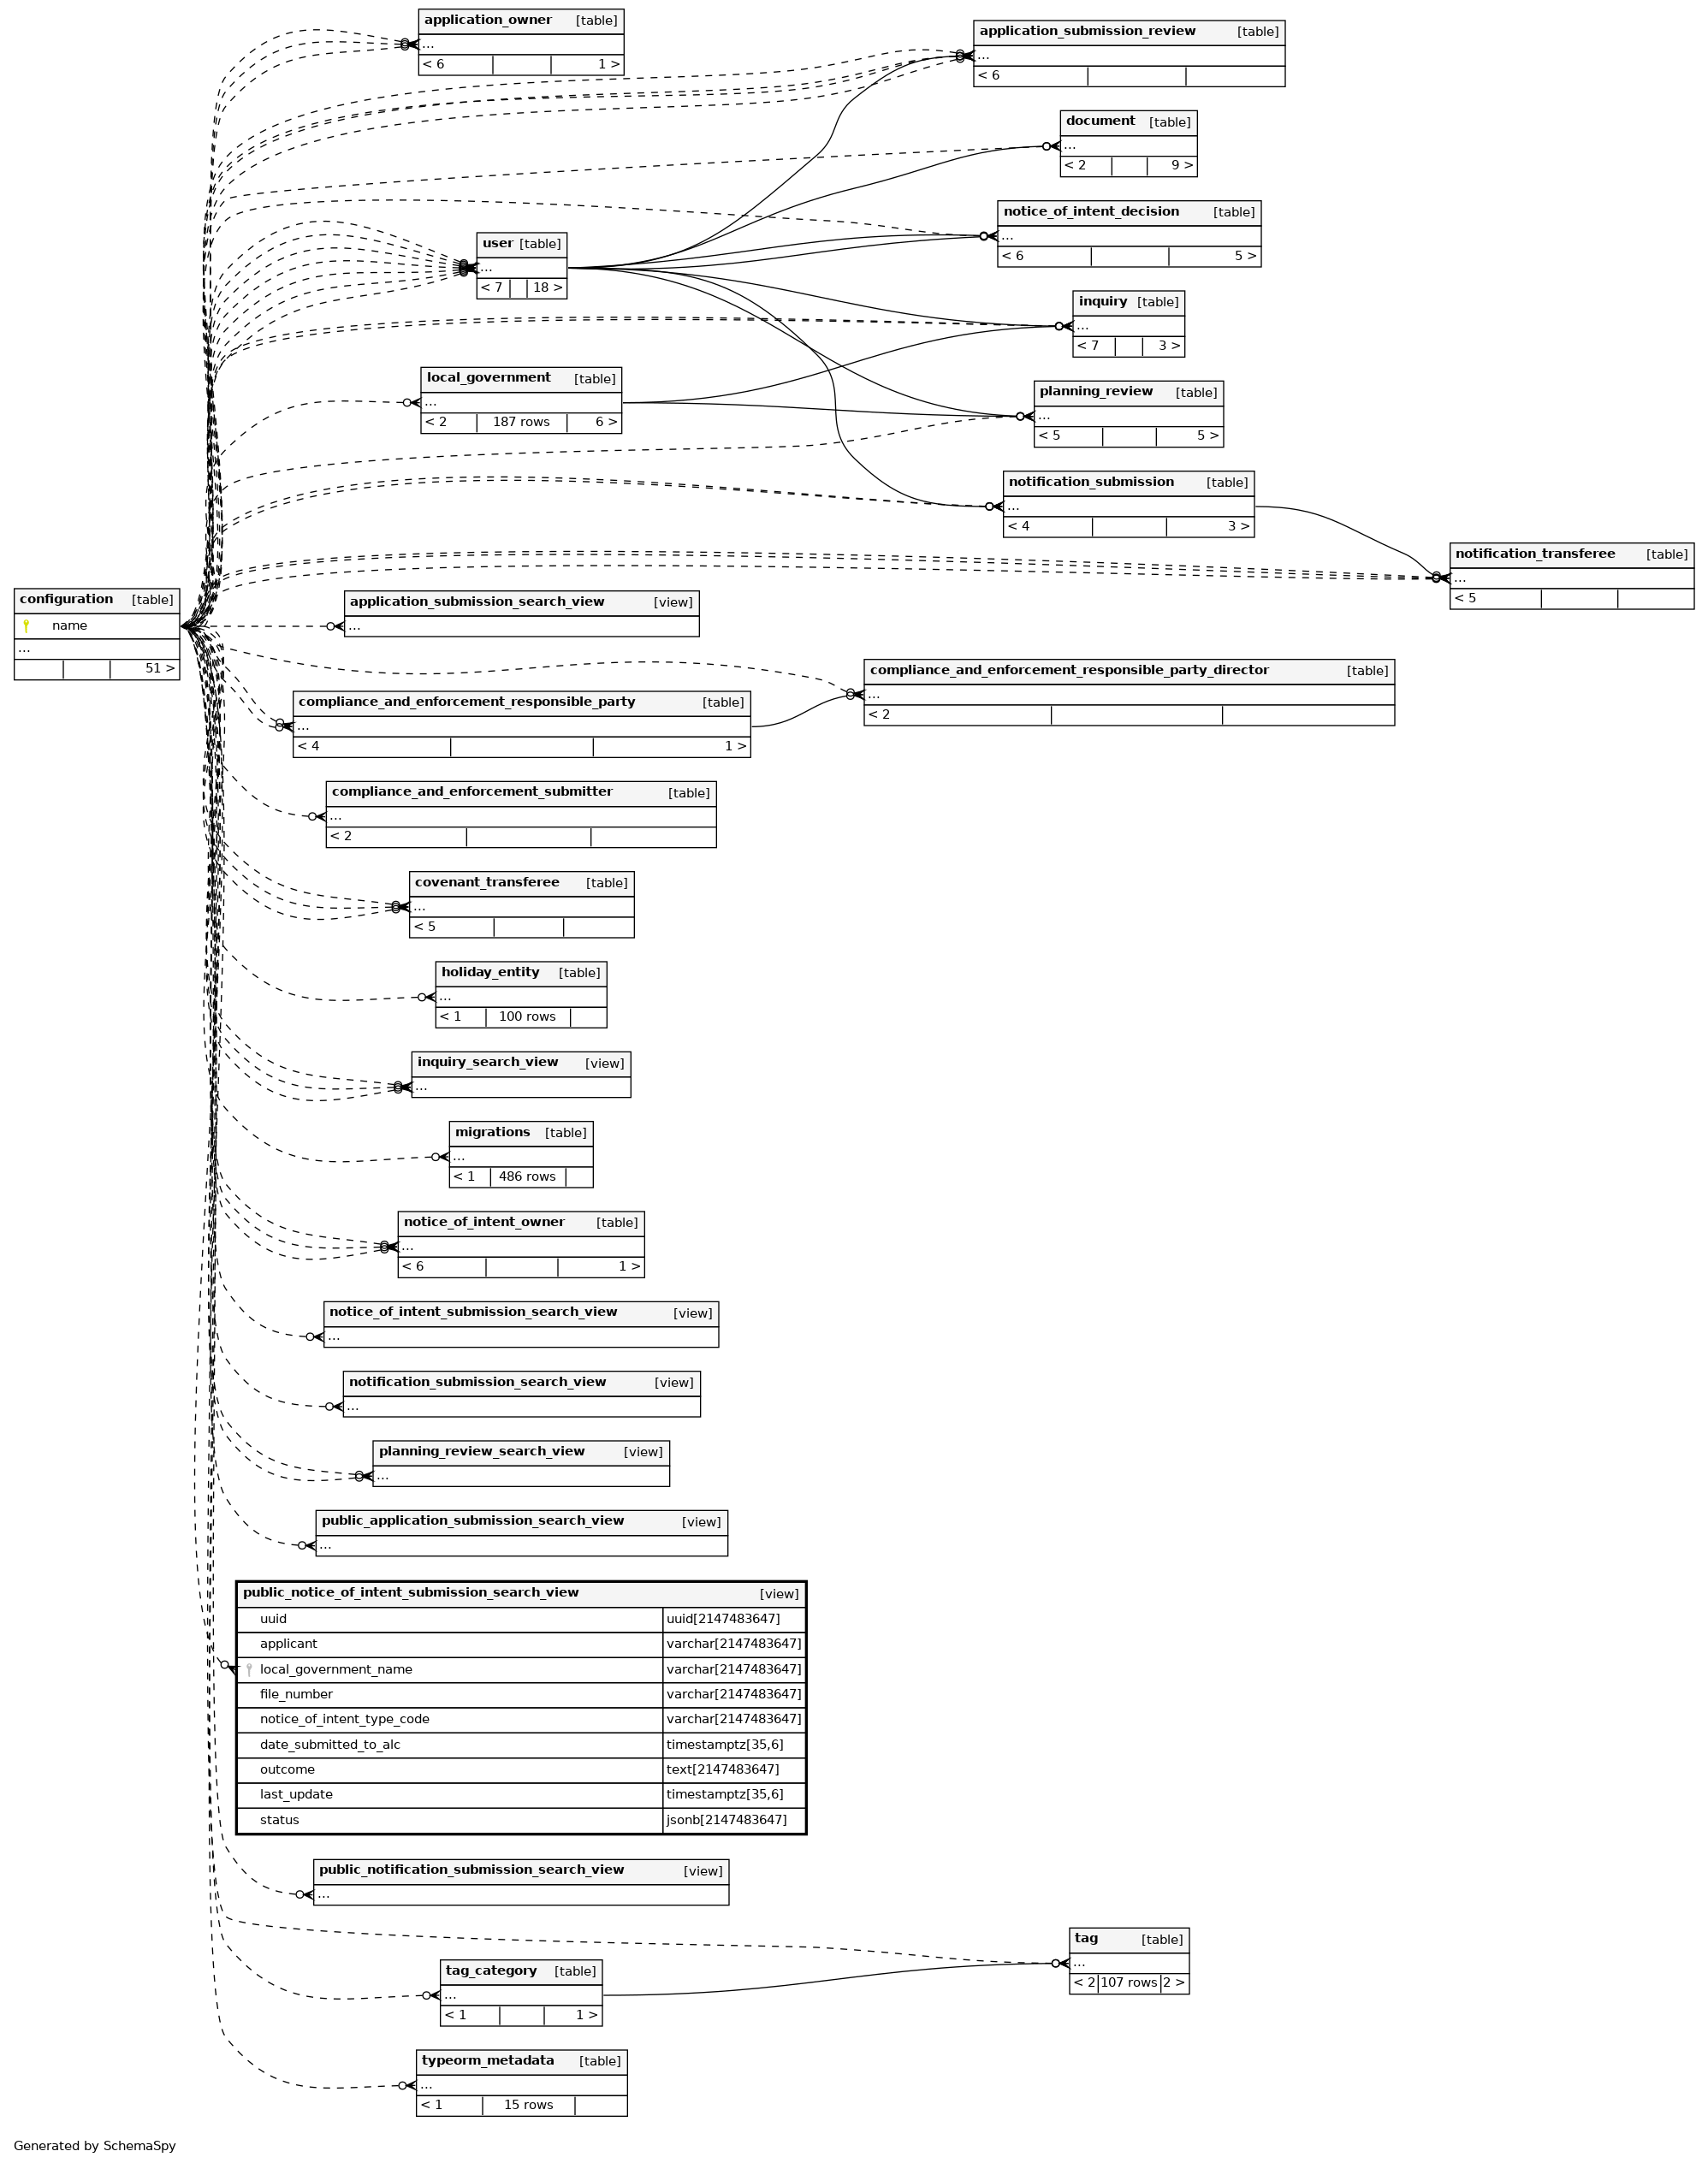 application_owner [table]
...
< 6 1 >
application_submission_review [table]
...
< 6
document [table]
...
< 2 9 >
notice_of_intent_decision [table]
...
< 6 5 >
user [table]
...
< 7 18 >
inquiry [table]
...
< 7 3 >
local_government [table]
...
< 2 187 rows 6 >
planning_review [table]
...
< 5 5 >
notification_submission [table]
...
< 4 3 >
notification_transferee [table]
...
< 5
configuration [table]
name
...
51 >
application_submission_search_view [view]
...
compliance_and_enforcement_responsible_party_director [table]
...
< 2
compliance_and_enforcement_responsible_party [table]
...
< 4 1 >
compliance_and_enforcement_submitter [table]
...
< 2
covenant_transferee [table]
...
< 5
holiday_entity [table]
...
< 1 100 rows
inquiry_search_view [view]
...
migrations [table]
...
< 1 486 rows
notice_of_intent_owner [table]
...
< 6 1 >
notice_of_intent_submission_search_view [view]
...
notification_submission_search_view [view]
...
planning_review_search_view [view]
...
public_application_submission_search_view [view]
...
public_notice_of_intent_submission_search_view [view]
uuid uuid[2147483647]
applicant varchar[2147483647]
local_government_name varchar[2147483647]
file_number varchar[2147483647]
notice_of_intent_type_code varchar[2147483647]
date_submitted_to_alc timestamptz[35,6]
outcome text[2147483647]
last_update timestamptz[35,6]
status jsonb[2147483647]
public_notification_submission_search_view [view]
...
tag [table]
...
< 2 107 rows 2 >
tag_category [table]
...
< 1 1 >
typeorm_metadata [table]
...
< 1 15 rows
Generated by SchemaSpy